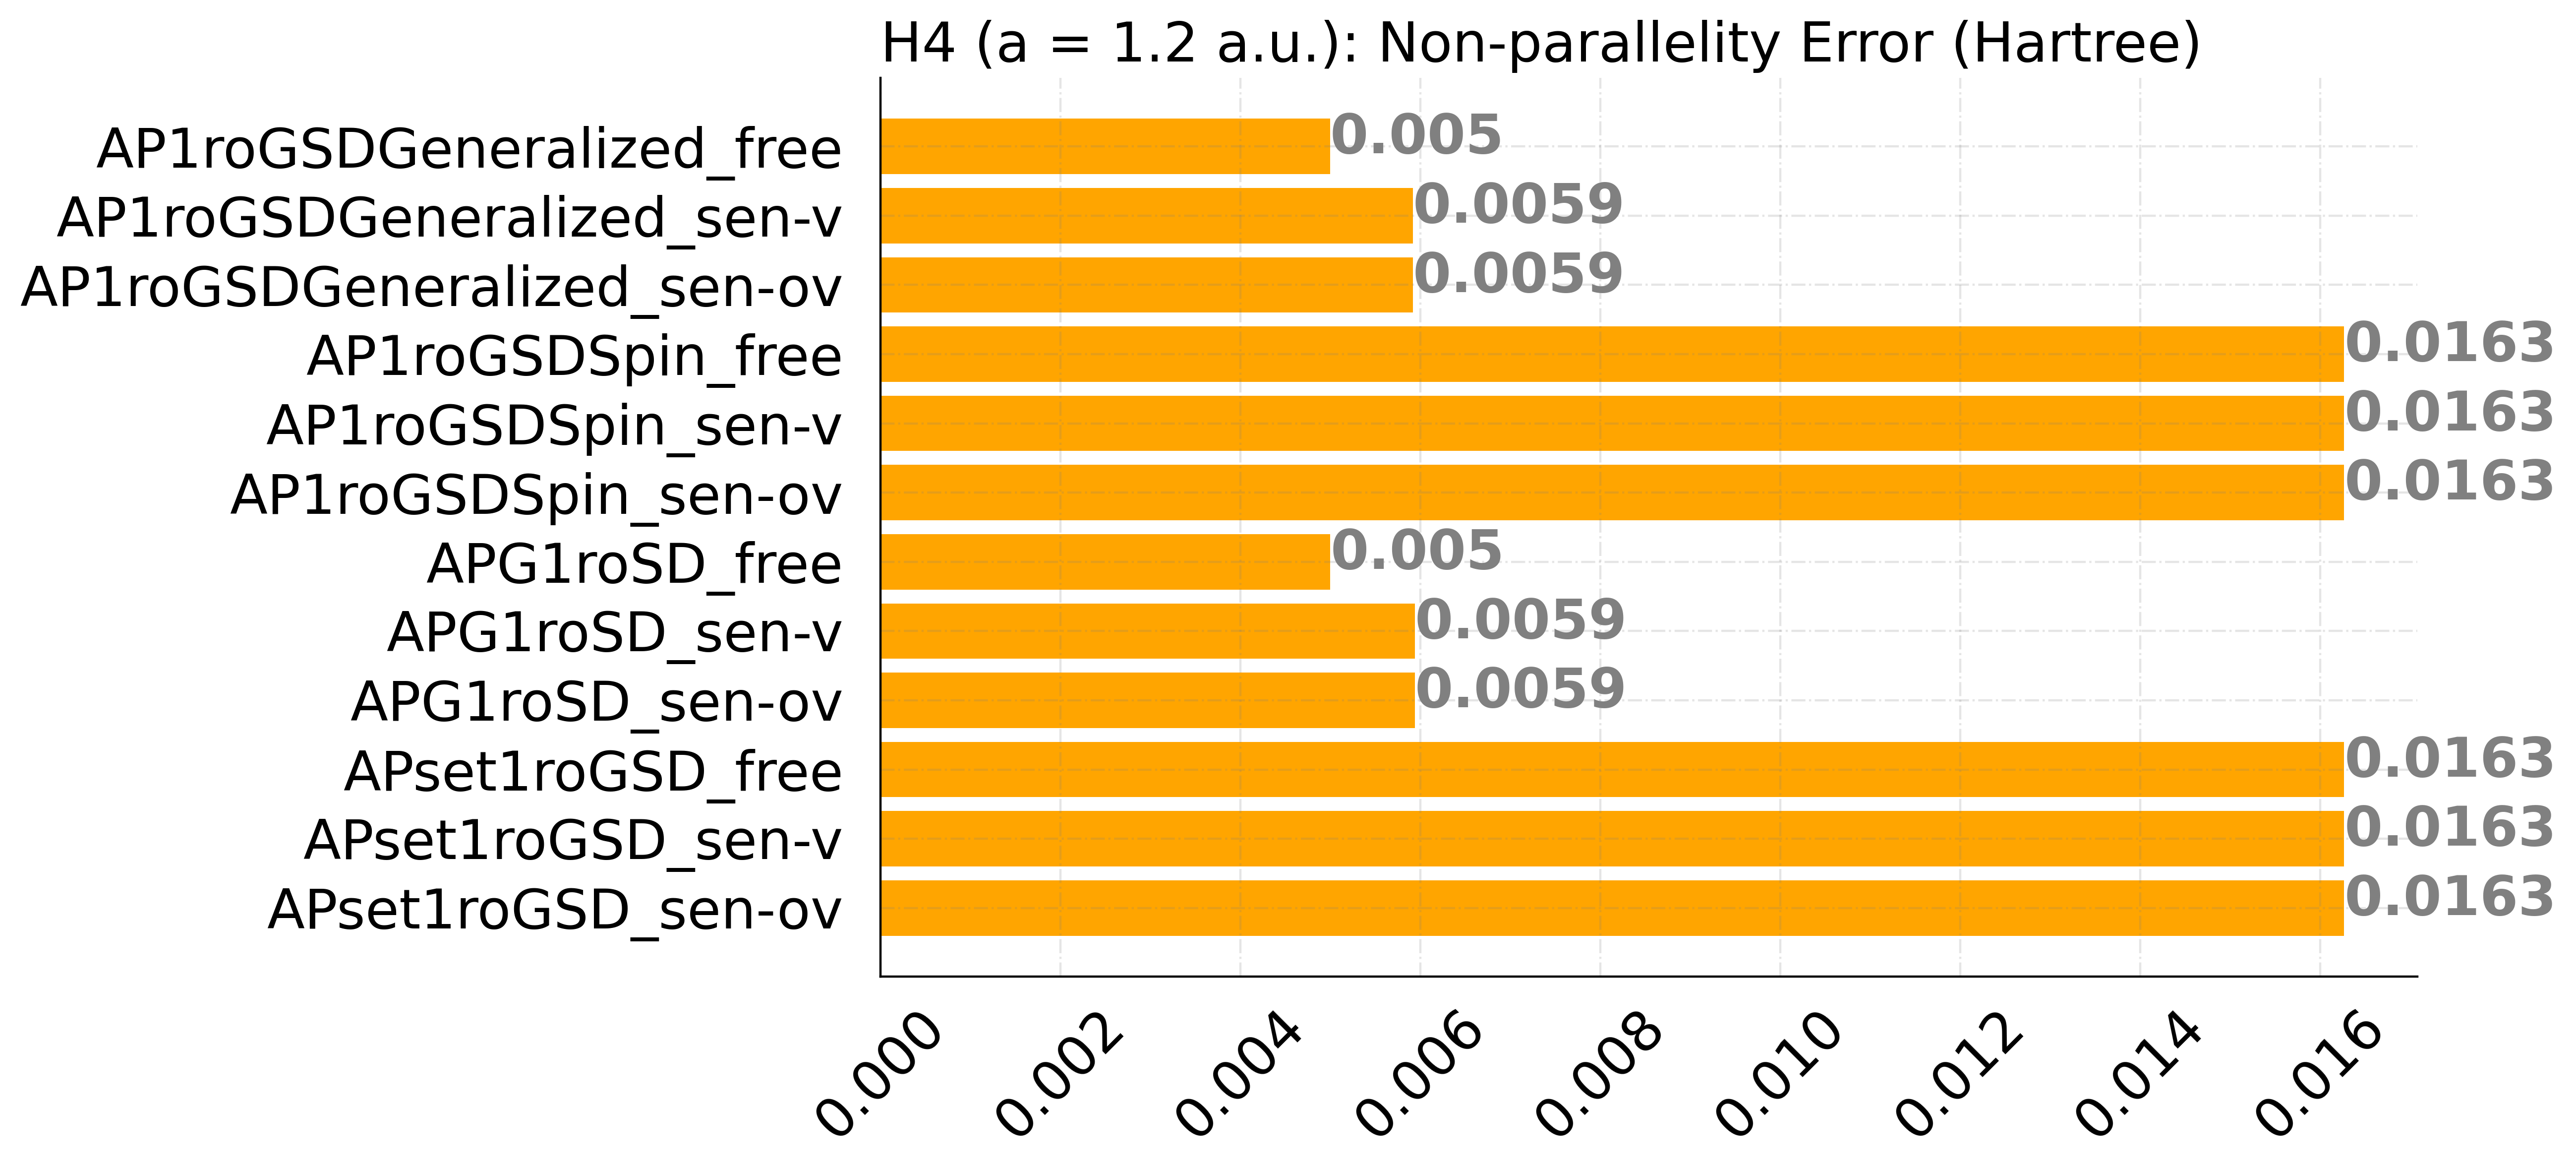 H4 (a = 1.2 a.u.): Non-parallelity Error (Hartree)
AP1roGSDGeneralized_free 0.005
AP1roGSDGeneralized_sen-v 0.0059
AP1roGSDGeneralized_sen-ov 0.0059
AP1roGSDSpin_free 0.0163
AP1roGSDSpin_sen-v 0.0163
AP1roGSDSpin_sen-ov 0.0163
APG1roSD_free 0.005
APG1roSD_sen-v 0.0059
APG1roSD_sen-ov 0.0059
APset1roGSD_free 0.0163
APset1roGSD_sen-v 0.0163
APset1roGSD_sen-ov 0.0163
0.000 0.002 0.004 0.006 0.008 0.010 0.012 0.014 0.016